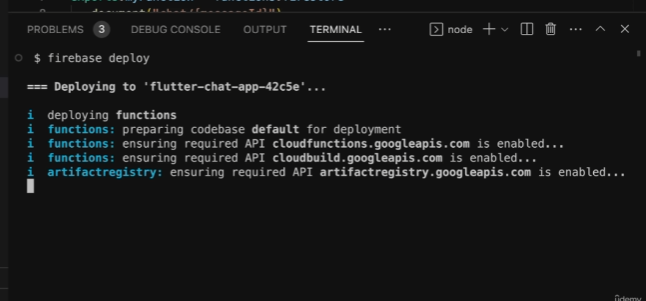 PROBLEMS 3 DEBUG CONSOLE OUTPUT TERMINAL ··· node
$ firebase deploy
=== Deploying to 'flutter-chat-app-42c5e'...
i deploying functions
i functions: preparing codebase default for deployment
i functions: ensuring required API cloudfunctions.googleapis.com is enabled...
i functions: ensuring required API cloudbuild.googleapis.com is enabled...
i artifactregistry: ensuring required API artifactregistry.googleapis.com is enabled...
ûdemy